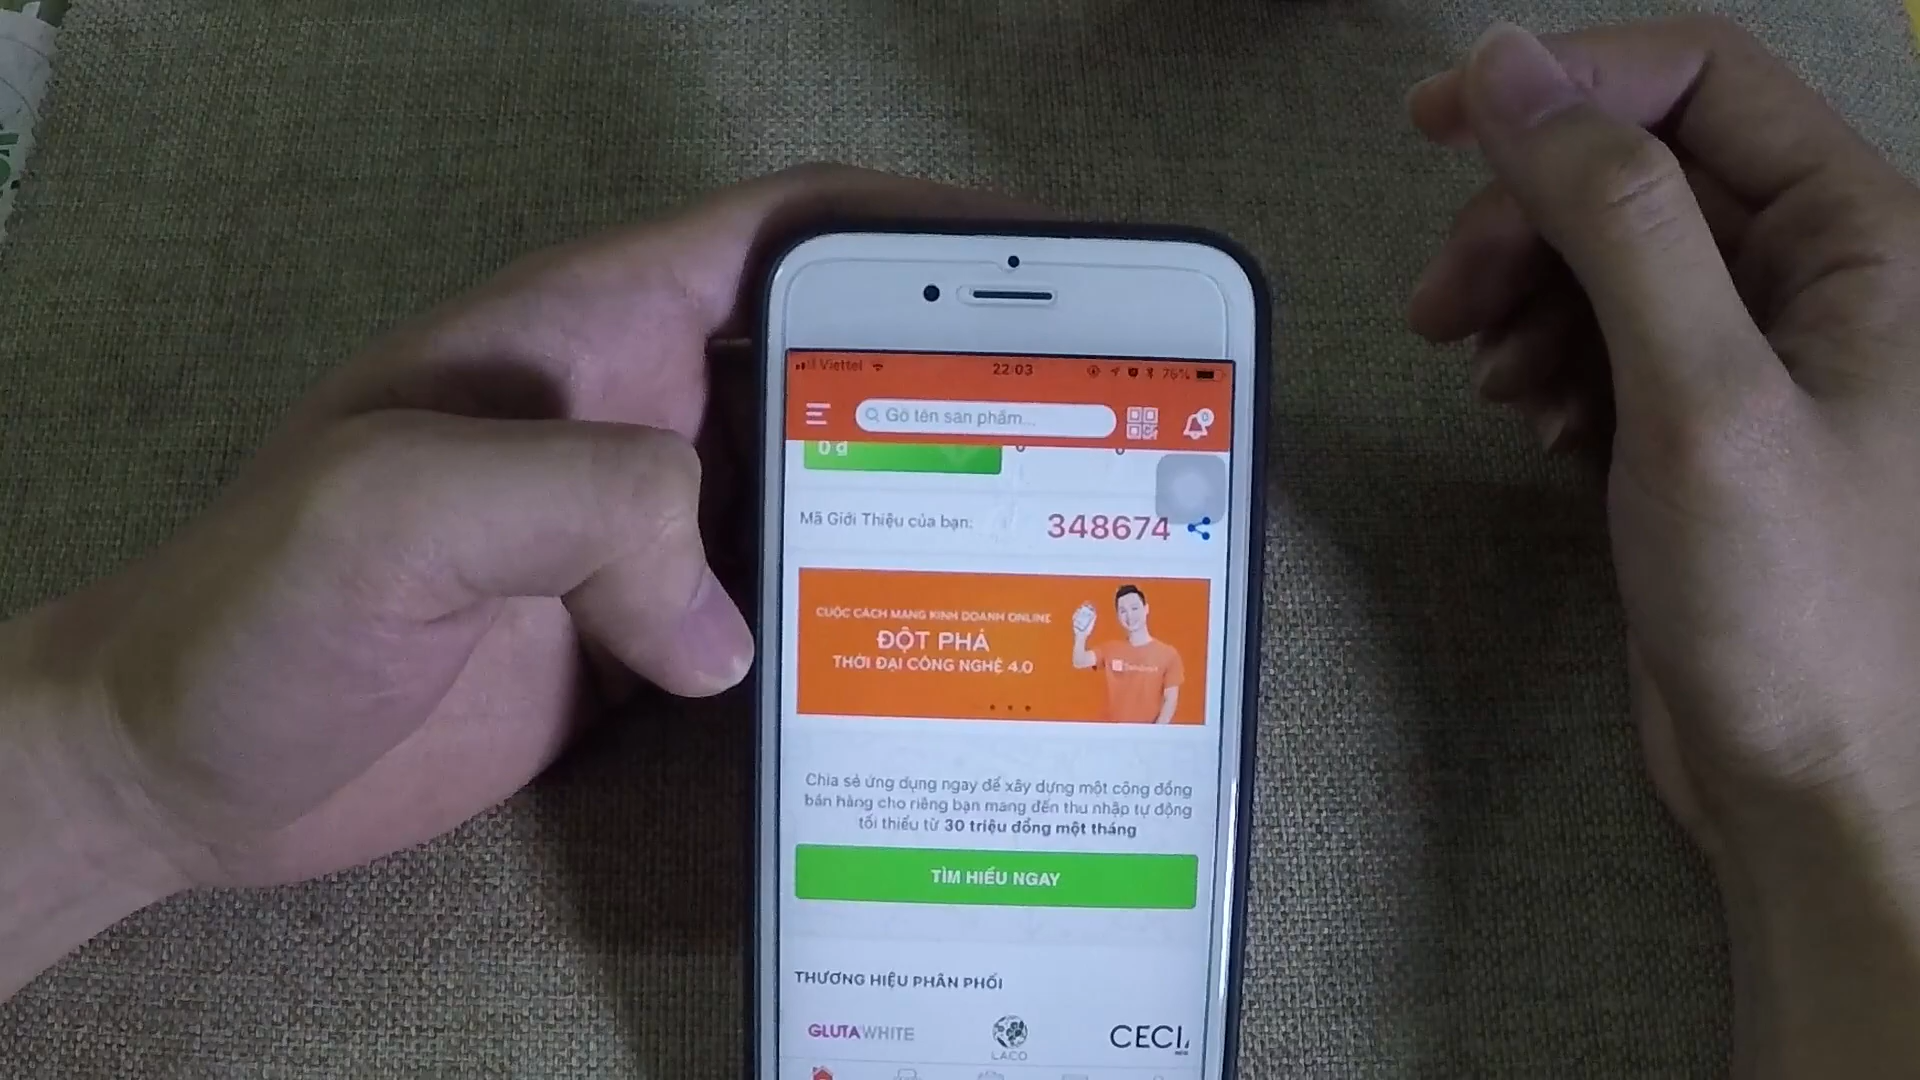 Viettel 22:03 76%
Gõ tên sản phẩm... 0
0 ₫ 0 0
Mã Giới Thiệu của bạn: 348674
CUỘC CÁCH MẠNG KINH DOANH ONLINE
ĐỘT PHÁ
THỜI ĐẠI CÔNG NGHỆ 4.0
Chia sẻ ứng dụng ngay để xây dựng một cộng đồng
bán hàng cho riêng bạn mang đến thu nhập tự động
tối thiểu từ 30 triệu đồng một tháng
TÌM HIỂU NGAY
THƯƠNG HIỆU PHÂN PHỐI
GLUTAWHITE
LACO
CECI